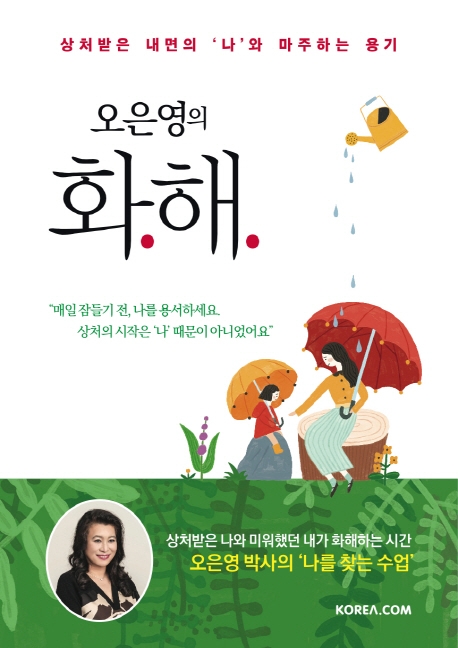 상처받은 내면의 ‘나’와 마주하는 용기
오은영의
화.해.
“매일 잠들기 전, 나를 용서하세요.
상처의 시작은 ‘나’ 때문이 아니었어요”
상처받은 나와 미워했던 내가 화해하는 시간
오은영 박사의 ‘나를 찾는 수업’
KOREA.COM